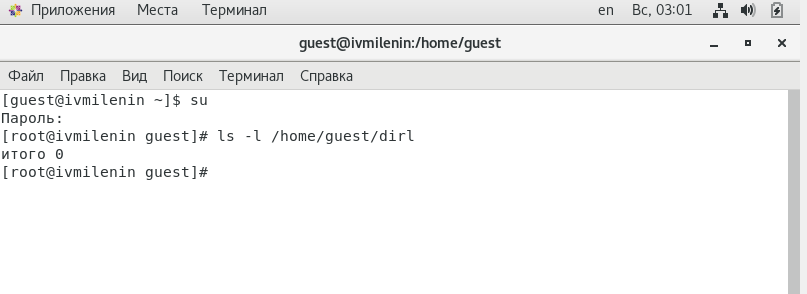 Приложения Места Терминал en Вс, 03:01
guest@ivmilenin:/home/guest
Файл Правка Вид Поиск Терминал Справка
[guest@ivmilenin ~]$ su
Пароль:
[root@ivmilenin guest]# ls -l /home/guest/dirl
итого 0
[root@ivmilenin guest]#